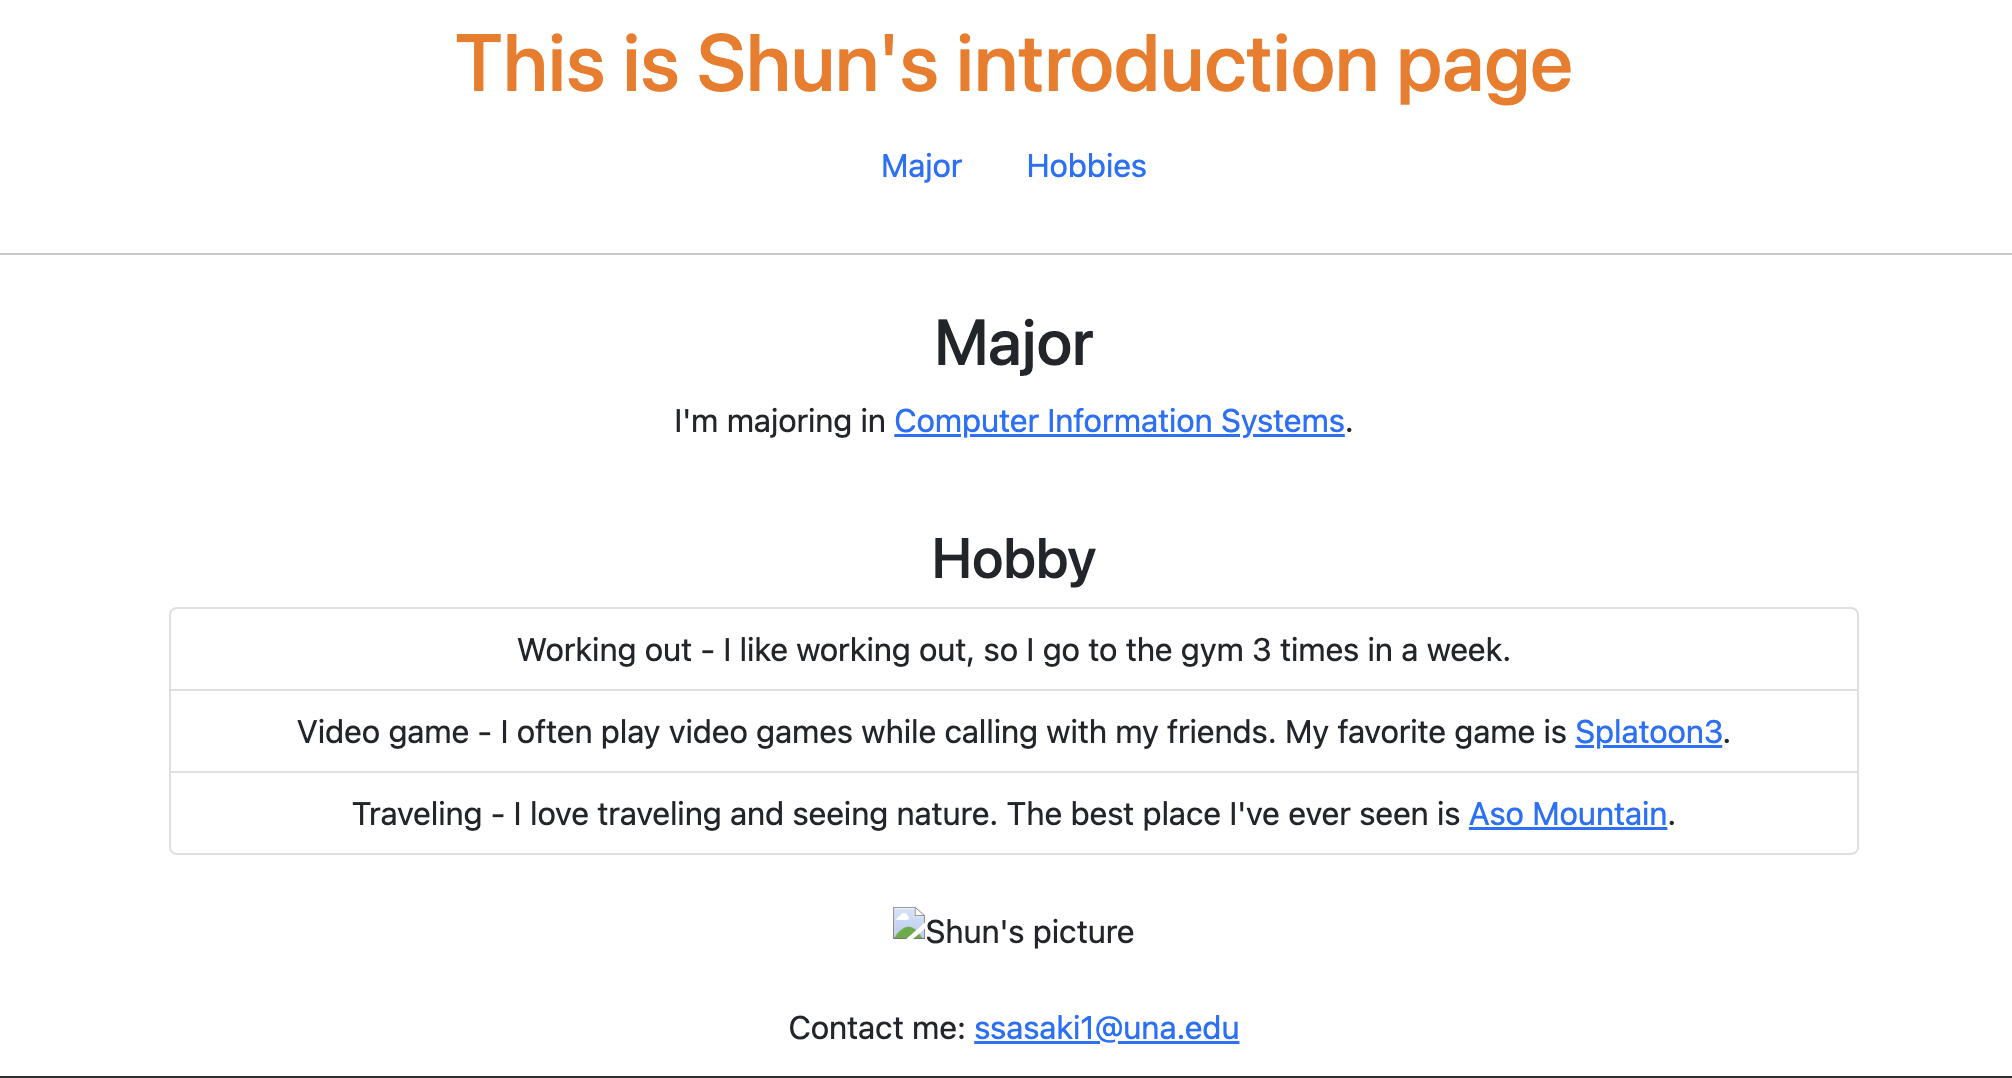 This is Shun's introduction page
Major Hobbies
Major
I'm majoring in Computer Information Systems.
Hobby
Working out - I like working out, so I go to the gym 3 times in a week.
Video game - I often play video games while calling with my friends. My favorite game is Splatoon3.
Traveling - I love traveling and seeing nature. The best place I've ever seen is Aso Mountain.
Shun's picture
Contact me: ssasaki1@una.edu